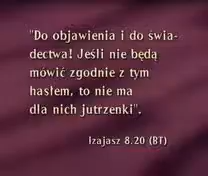 "Do objawienia i do świa-
dectwa! Jeśli nie będą
mówić zgodnie z tym
hasłem, to nie ma
dla nich jutrzenki".
Izajasz 8.20 (BT)